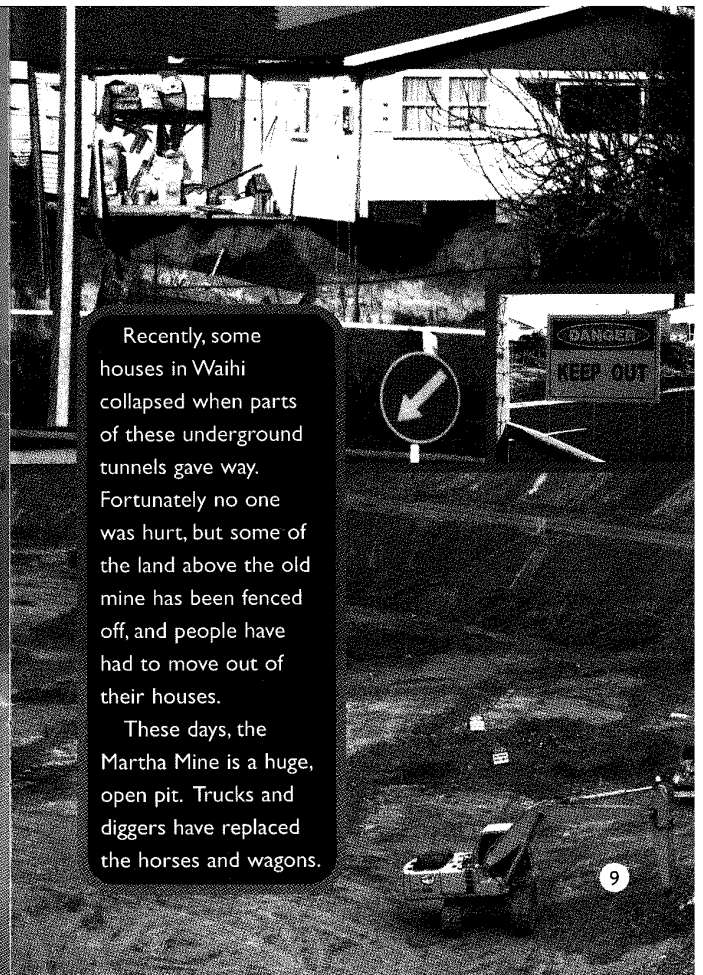 Recently, some
houses in Waihi
collapsed when parts
of these underground
tunnels gave way.
Fortunately no one
was hurt, but some of
the land above the old
mine has been fenced
off, and people have
had to move out of
their houses.
These days, the
Martha Mine is a huge,
open pit. Trucks and
diggers have replaced
the horses and wagons.
DANGER
KEEP OUT
9